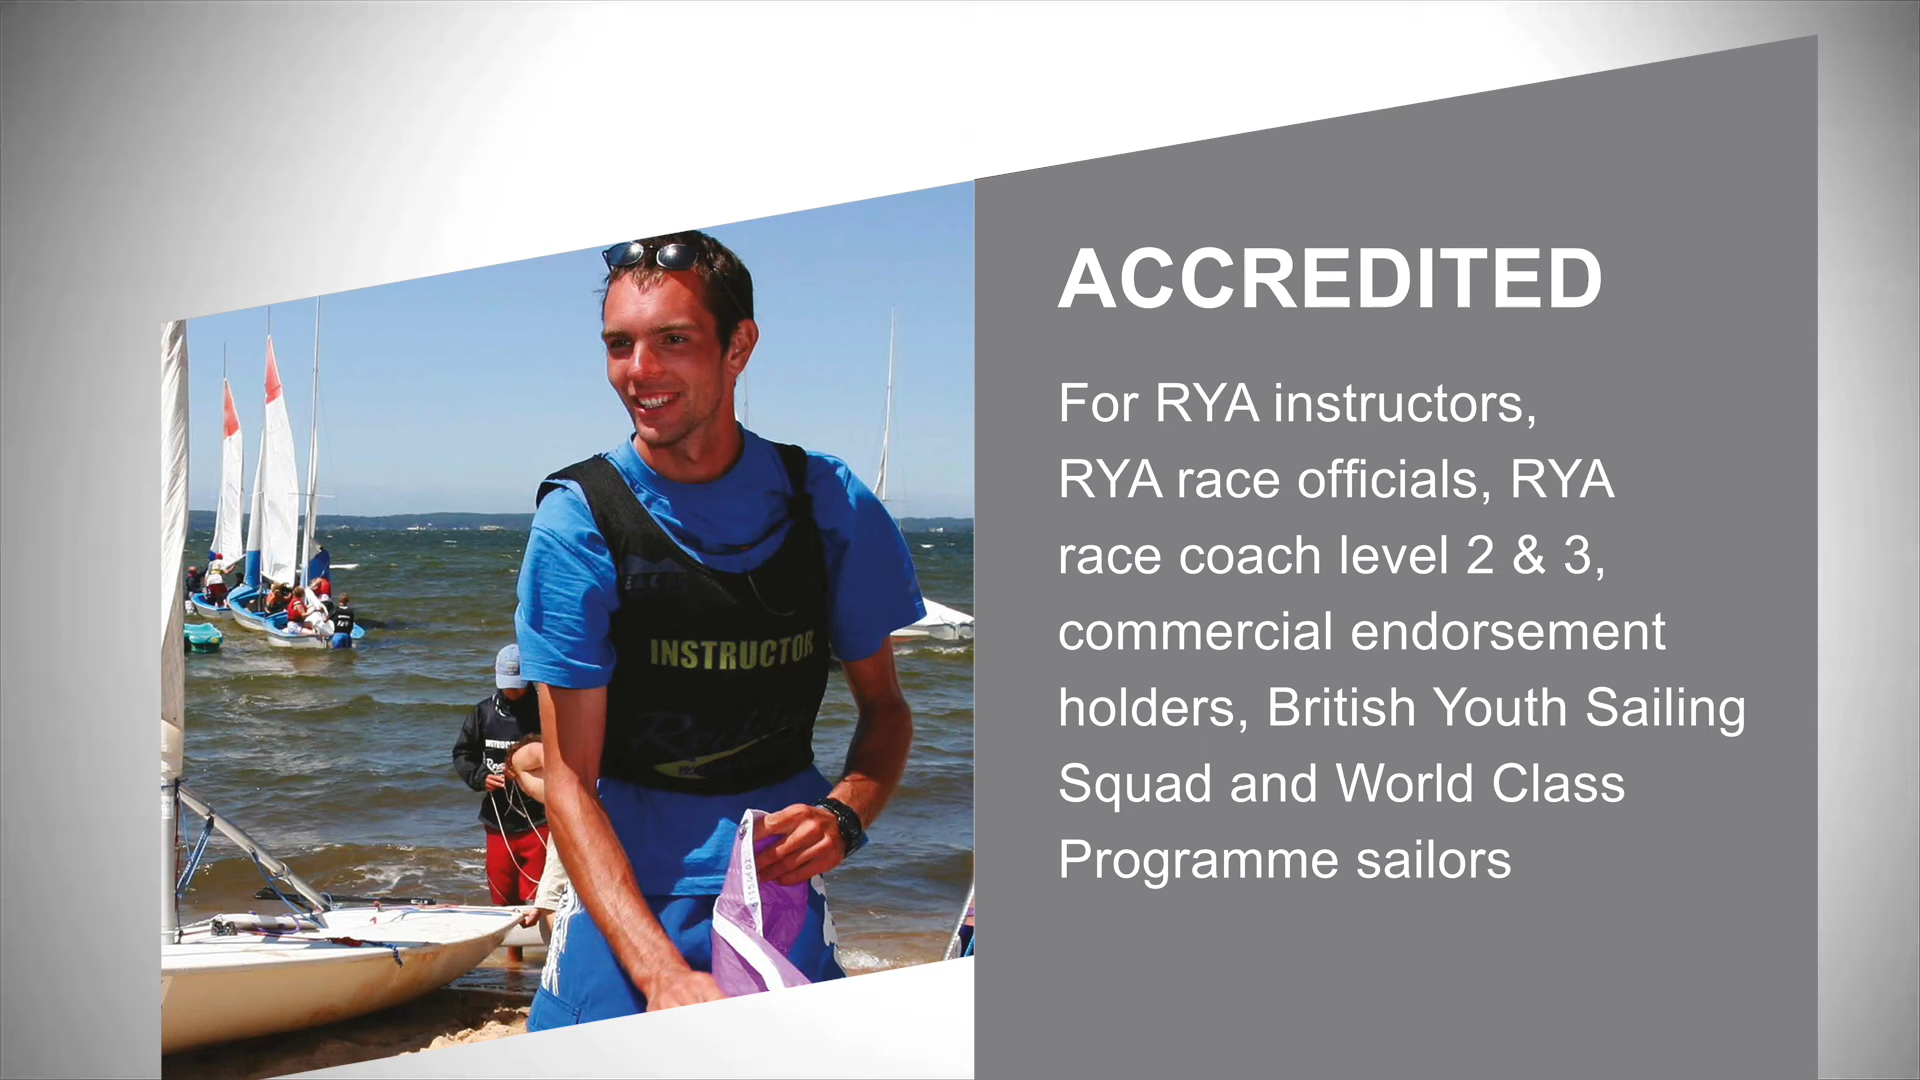 ACCREDITED
For RYA instructors,
RYA race officials, RYA
race coach level 2 & 3,
commercial endorsement
holders, British Youth Sailing
Squad and World Class
Programme sailors
INSTRUCTOR